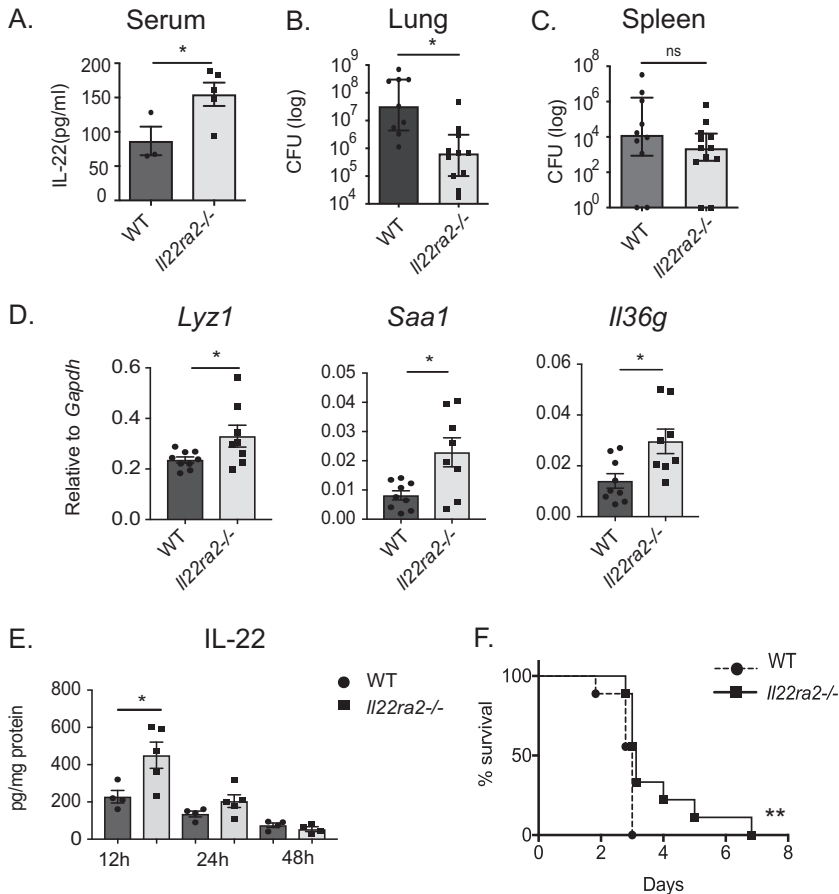 A. Serum
IL-22(pg/ml)
200
150
100
50
0
*
WT
Il22ra2-/-
B. Lung
CFU (log)
10^9
10^8
10^7
10^6
10^5
10^4
*
WT
Il22ra2-/-
C. Spleen
CFU (log)
10^8
10^6
10^4
10^2
10^0
ns
WT
Il22ra2-/-
D.
Lyz1
Relative to Gapdh
0.6
0.4
0.2
0.0
*
WT
Il22ra2-/-
Saa1
0.05
0.04
0.03
0.02
0.01
0.00
*
WT
Il22ra2-/-
Il36g
0.06
0.04
0.02
0.00
*
WT
Il22ra2-/-
E. IL-22
pg/mg protein
800
600
400
200
0
*
12h 24h 48h
WT
Il22ra2-/-
F.
% survival
100
50
0
WT
Il22ra2-/-
**
0 2 4 6 8
Days